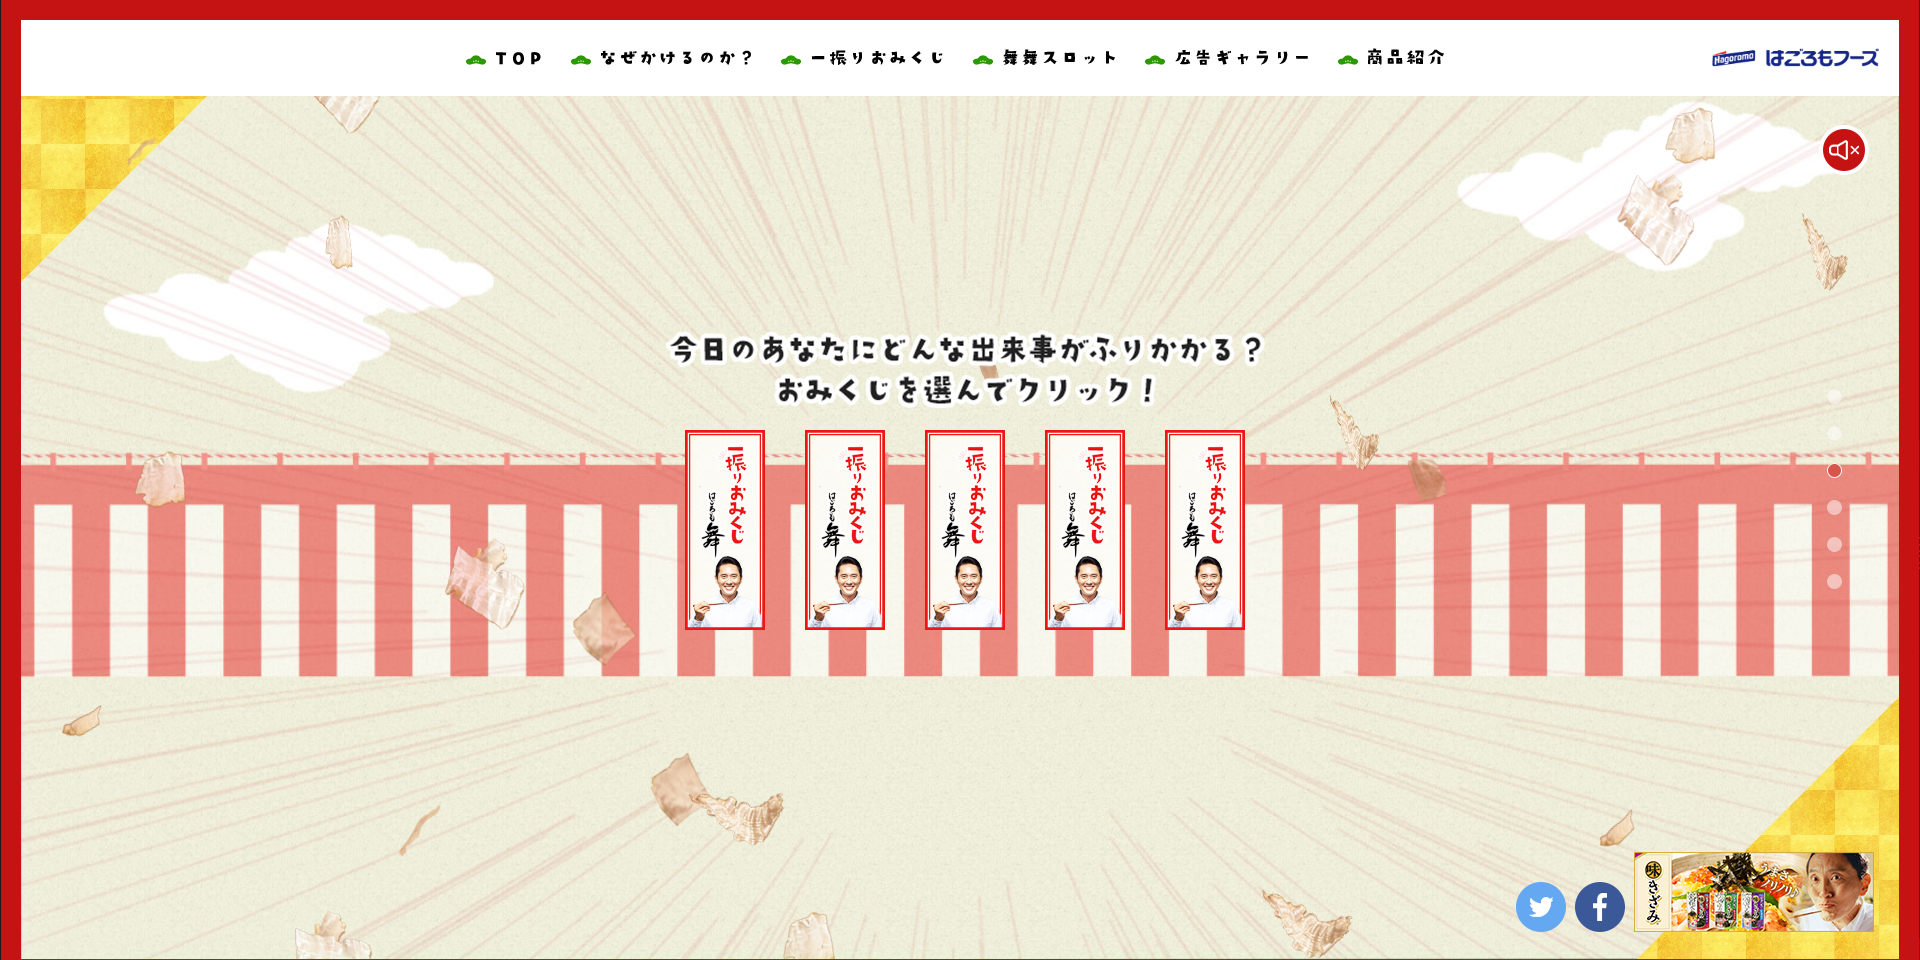 TOP
なぜかけるのか？
一振りおみくじ
舞舞スロット
広告ギャラリー
商品紹介
Hagoromo はごろもフーズ
今日のあなたにどんな出来事がふりかかる？
おみくじを選んでクリック！
一振りおみくじ
はごろも舞
一振りおみくじ
はごろも舞
一振りおみくじ
はごろも舞
一振りおみくじ
はごろも舞
一振りおみくじ
はごろも舞
味きざみ
うまさ
ノリノリ♪